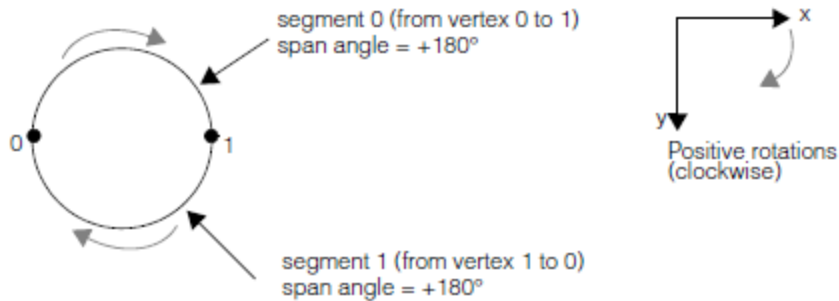 segment 0 (from vertex 0 to 1)
span angle = +180°
x
0
1
y
Positive rotations
(clockwise)
segment 1 (from vertex 1 to 0)
span angle = +180°